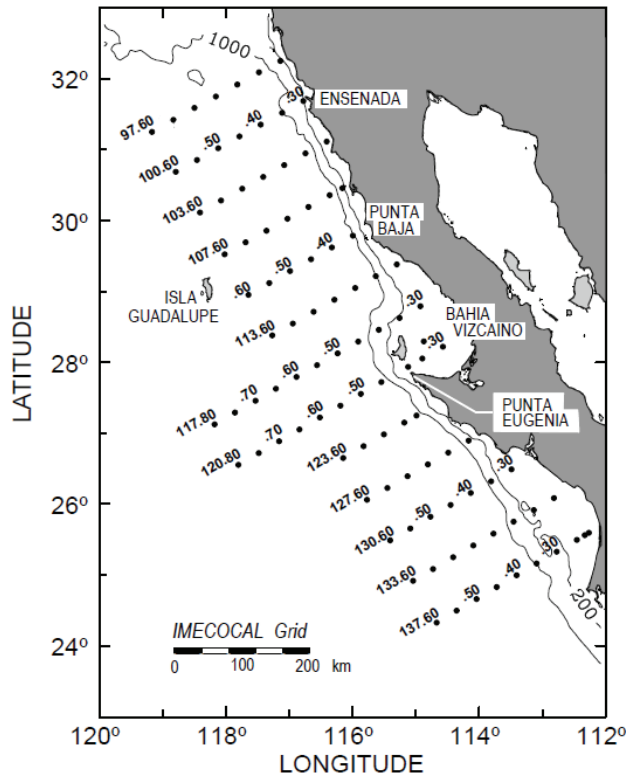 1000
32º
.30
ENSENADA
.40
97.60
.50
100.60
103.60
30º
PUNTA
BAJA
107.60
.40
.50
ISLA
GUADALUPE
.60
.30
BAHIA
VIZCAINO
113.60
.30
28º
.50
.60
.70
.50
PUNTA
EUGENIA
117.80
.60
.70
120.80
123.60
.30
.40
127.60
26º
.50
130.60
.30
133.60
.40
.50
137.60
200
IMECOCAL Grid
24º
0 100 200 km
120º 118º 116º 114º 112º
LONGITUDE
LATITUDE